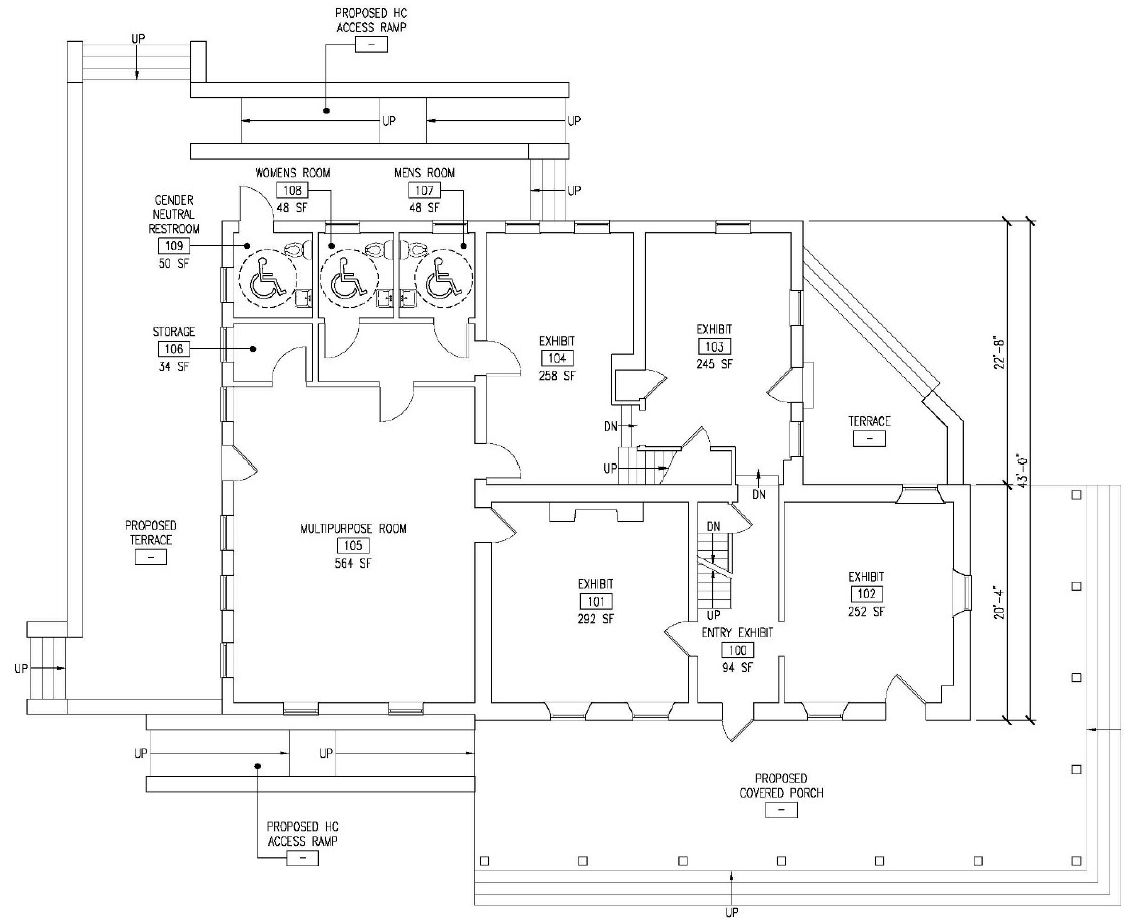 PROPOSED HC
ACCESS RAMP
-
UP
UP
UP
UP
WOMENS ROOM
108
48 SF
MENS ROOM
107
48 SF
GENDER
NEUTRAL
RESTROOM
109
50 SF
STORAGE
106
34 SF
EXHIBIT
104
258 SF
EXHIBIT
103
245 SF
22'-8"
43'-0"
20'-4"
DN
UP
TERRACE
-
DN
PROPOSED
TERRACE
-
MULTIPURPOSE ROOM
105
564 SF
DN
UP
EXHIBIT
101
292 SF
EXHIBIT
102
252 SF
ENTRY EXHIBIT
100
94 SF
UP
UP
UP
PROPOSED
COVERED PORCH
-
PROPOSED HC
ACCESS RAMP
-
UP